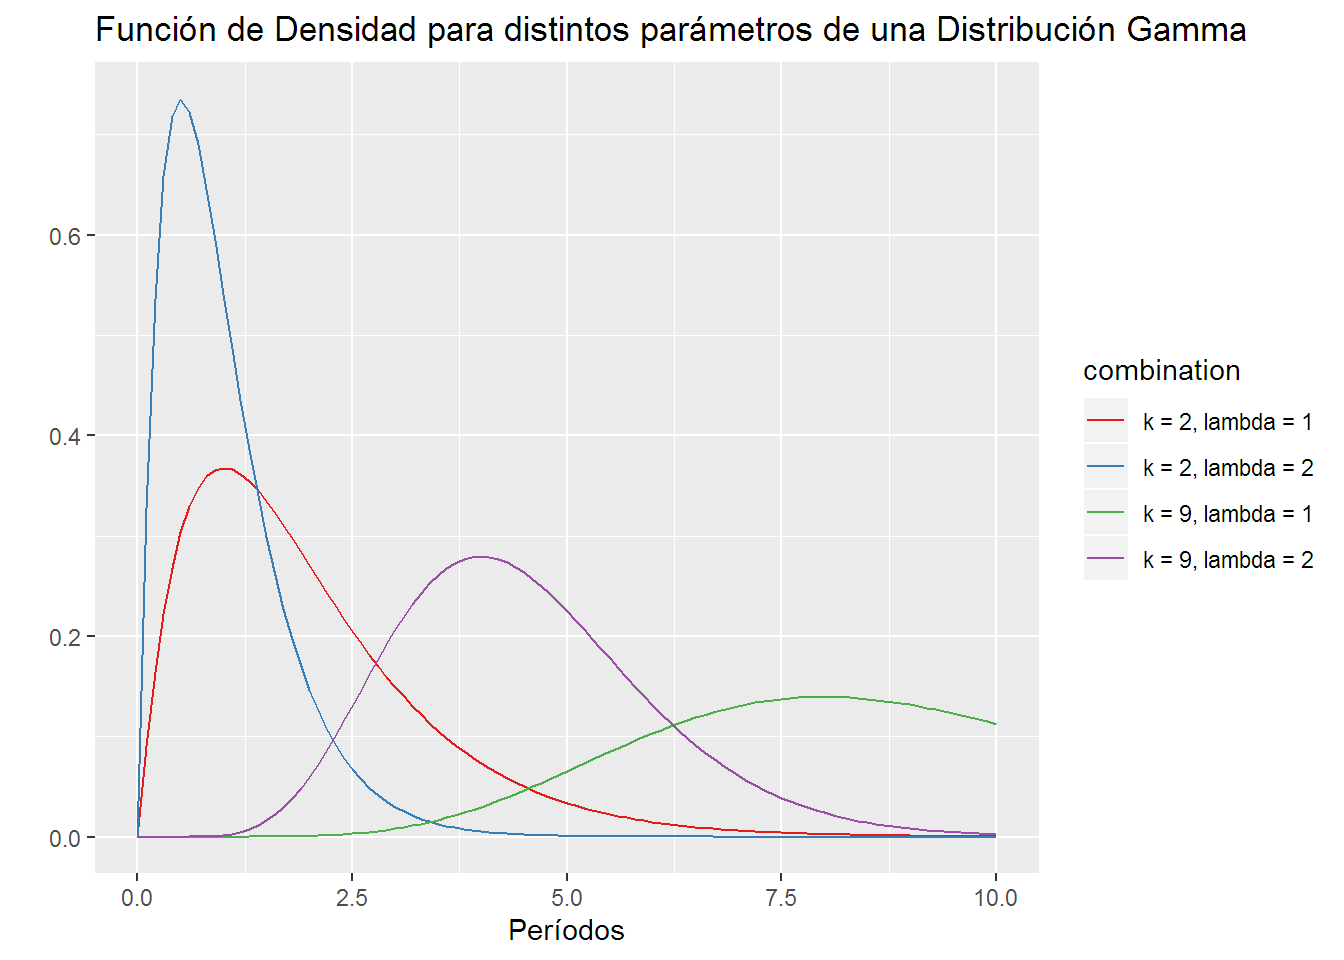 Función de Densidad para distintos parámetros de una Distribución Gamma
0.6
0.4
0.2
0.0
0.0 2.5 5.0 7.5 10.0
Períodos
combination
k = 2, lambda = 1
k = 2, lambda = 2
k = 9, lambda = 1
k = 9, lambda = 2